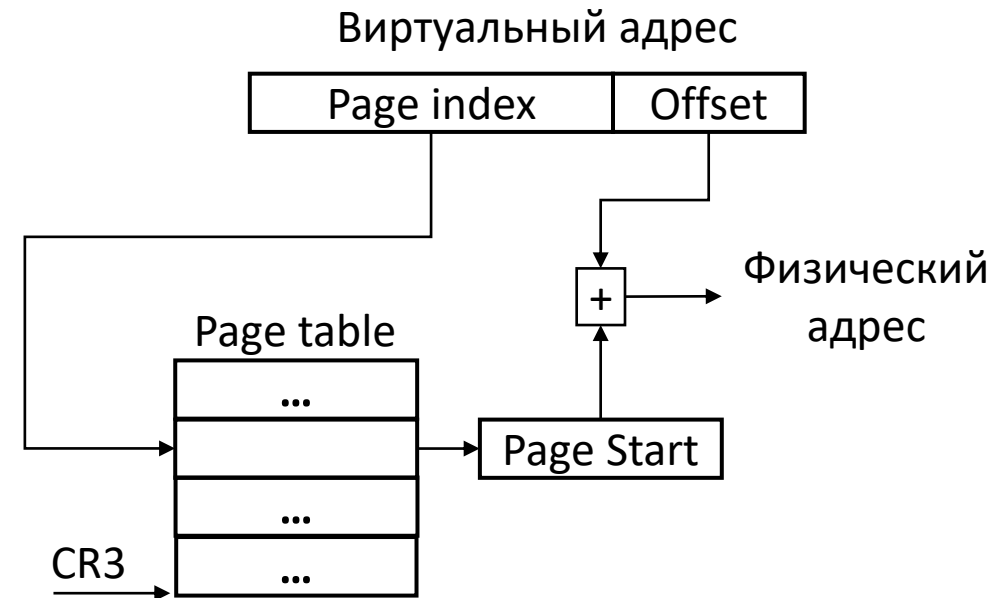 Виртуальный адрес
Page index
Offset
+
Физический
адрес
Page table
...
Page Start
...
CR3
...